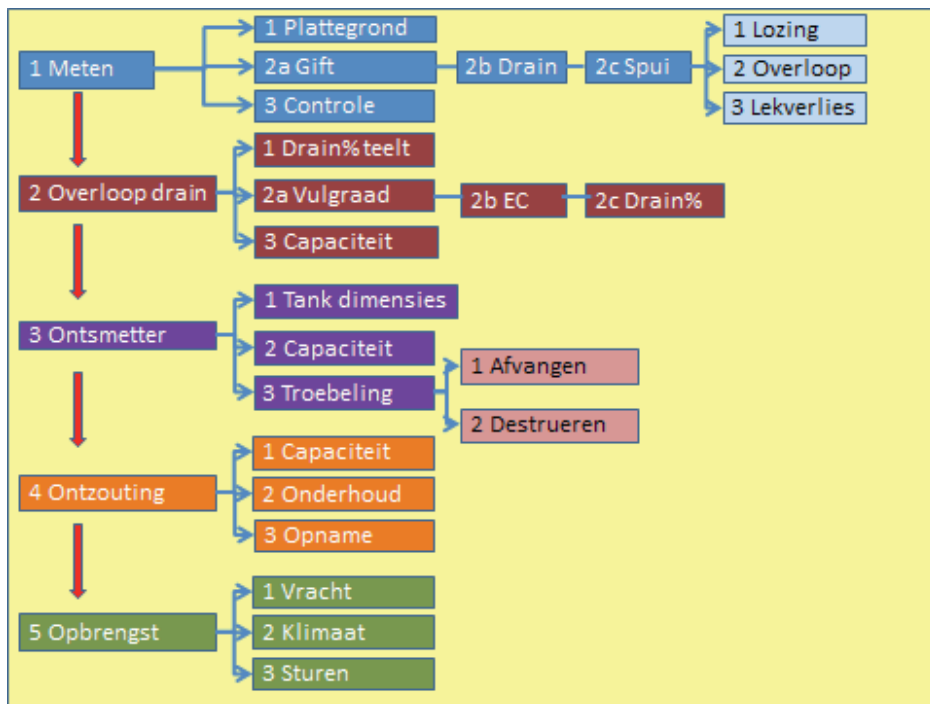 1 Meten
1 Plattegrond
2a Gift
2b Drain
2c Spui
1 Lozing
2 Overloop
3 Lekverlies
3 Controle
2 Overloop drain
1 Drain% teelt
2a Vulgraad
2b EC
2c Drain%
3 Capaciteit
3 Ontsmetter
1 Tank dimensies
2 Capaciteit
3 Troebeling
1 Afvangen
2 Destrueren
4 Ontzouting
1 Capaciteit
2 Onderhoud
3 Opname
5 Opbrengst
1 Vracht
2 Klimaat
3 Sturen